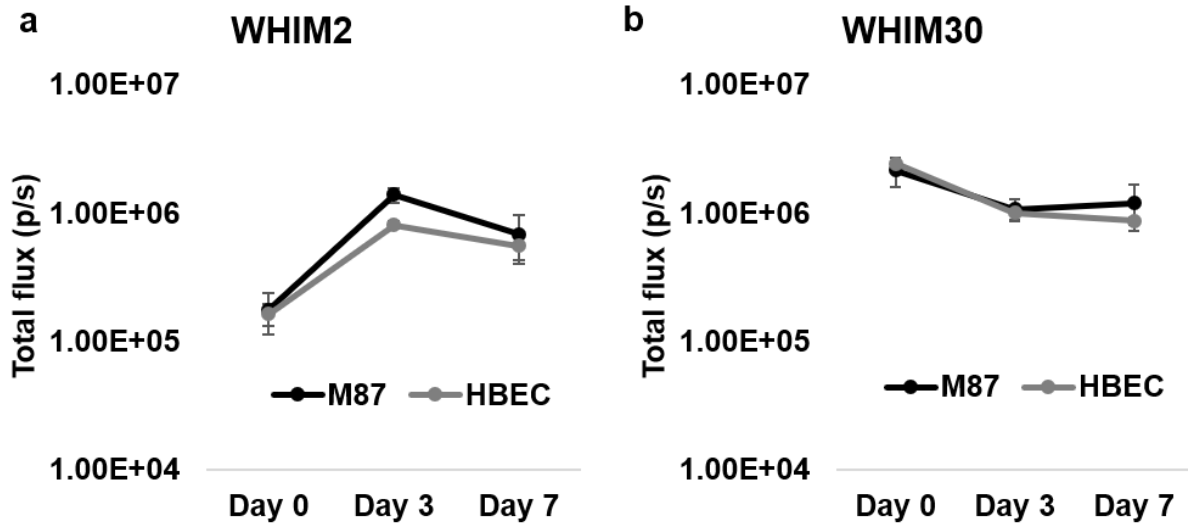 a
WHIM2
1.00E+07
1.00E+06
1.00E+05
1.00E+04
Total flux (p/s)
M87 HBEC
Day 0 Day 3 Day 7
b
WHIM30
1.00E+07
1.00E+06
1.00E+05
1.00E+04
Total flux (p/s)
M87 HBEC
Day 0 Day 3 Day 7